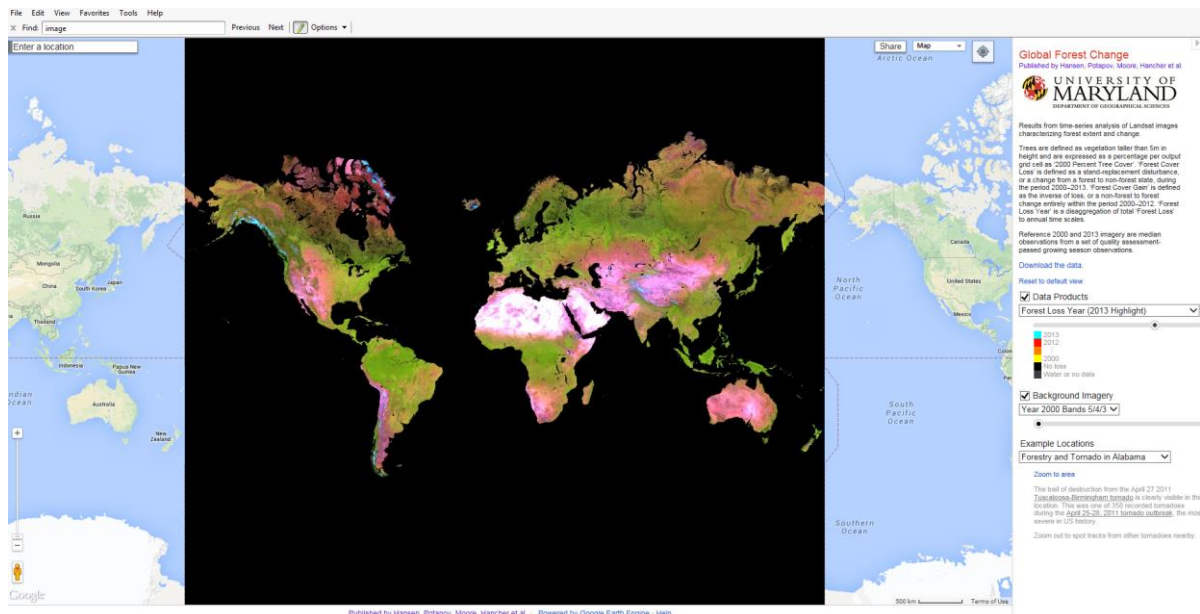 File Edit View Favorites Tools Help
x Find: image Previous Next Options
Enter a location
Share Map
Arctic Ocean
Russia
Mongolia
China South Korea Japan
Thailand
Indonesia Papua New Guinea
Indian Ocean
Australia
New Zealand
Google
North Pacific Ocean
South Pacific Ocean
Southern Ocean
Canada
United States
Mexico
500 km Terms of Use
Global Forest Change
Published by Hansen, Potapov, Moore, Hancher et al.
UNIVERSITY OF
MARYLAND
DEPARTMENT OF GEOGRAPHICAL SCIENCES
Results from time-series analysis of Landsat images
characterizing forest extent and change.
Trees are defined as vegetation taller than 5m in
height and are expressed as a percentage per output
grid cell as '2000 Percent Tree Cover'. 'Forest Cover
Loss' is defined as a stand-replacement disturbance,
or a change from a forest to non-forest state, during
the period 2000–2013. 'Forest Cover Gain' is defined
as the inverse of loss, or a non-forest to forest
change entirely within the period 2000–2012. 'Forest
Loss Year' is a disaggregation of total 'Forest Loss'
to annual time scales.
Reference 2000 and 2013 imagery are median
observations from a set of quality assessment-
passed growing season observations.
Download the data.
Reset to default view
Data Products
Forest Loss Year (2013 Highlight)
2013
2012
2000
No loss
Water or no data
Background Imagery
Year 2000 Bands 5/4/3
Example Locations
Forestry and Tornado in Alabama
Zoom to area
The trail of destruction from the April 27 2011
Tuscaloosa-Birmingham tornado is clearly visible in the
location. This was one of 358 recorded tornadoes
during the April 25-28, 2011 tornado outbreak, the mos
severe in US history.
Zoom out to spot tracks from other tornadoes nearby.
Published by Hansen, Potapov, Moore, Hancher et al. Powered by Google Earth Engine - Help